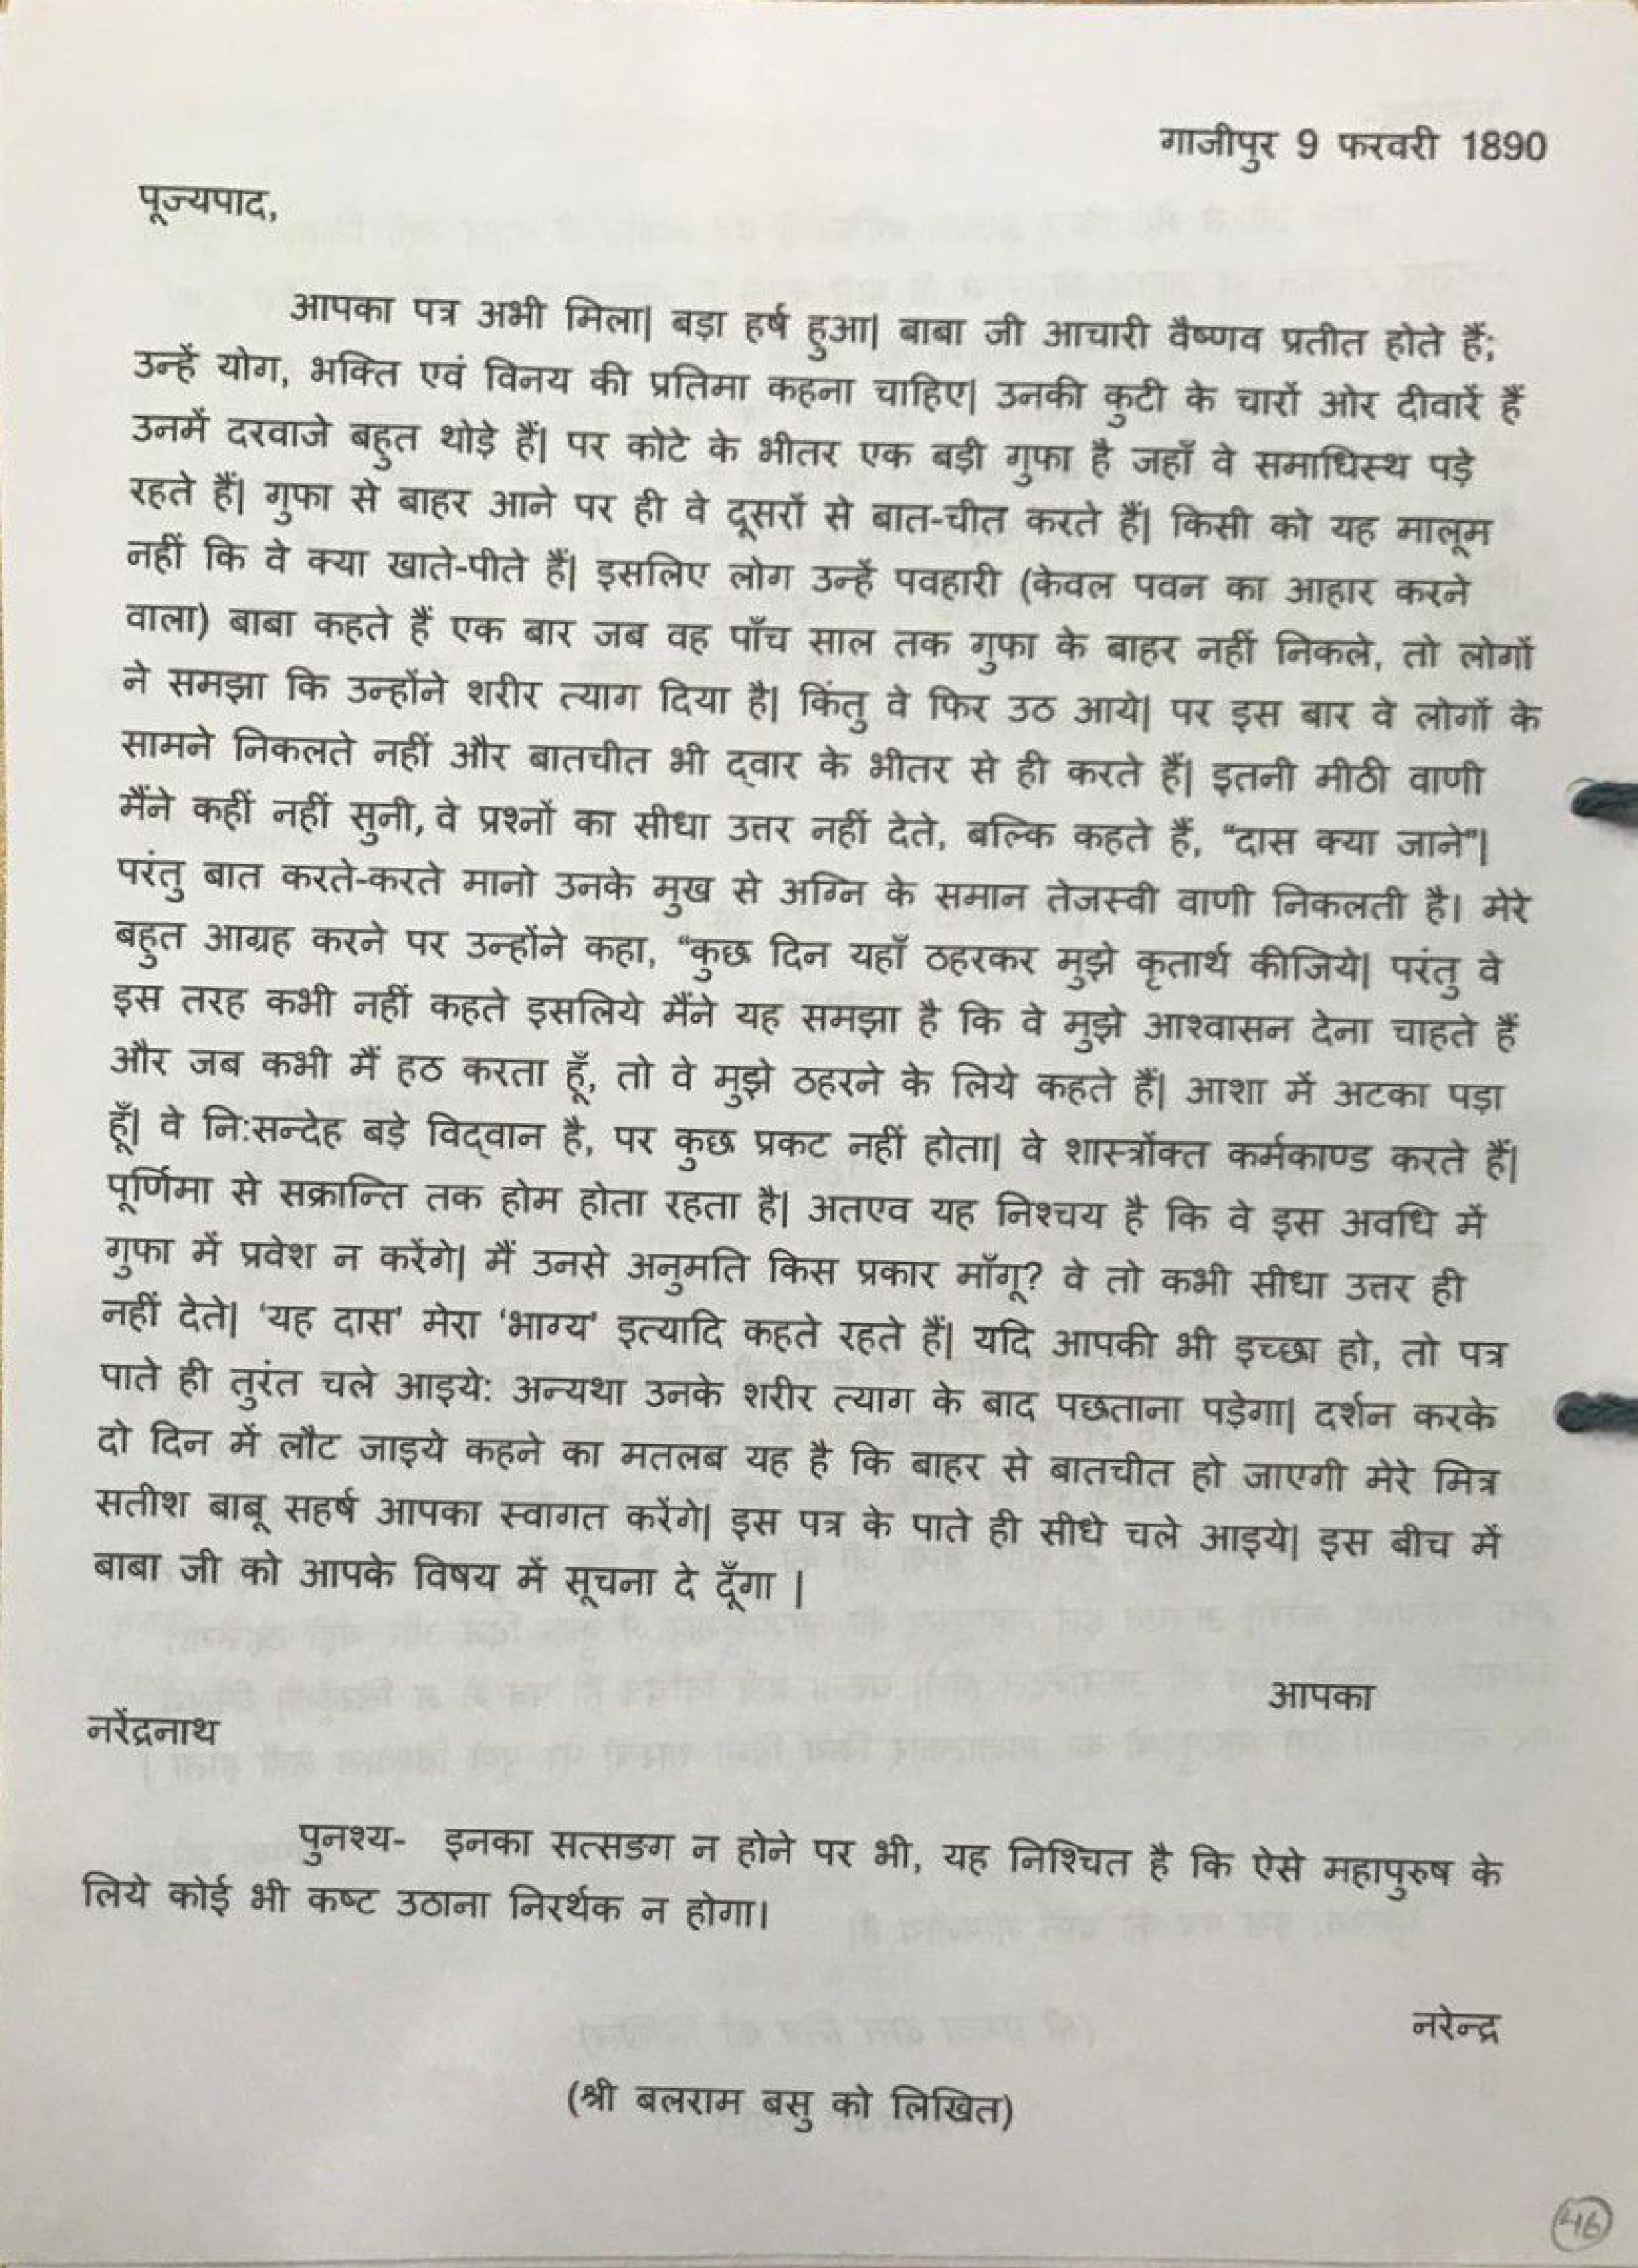 गाजीपुर 9 फरवरी 1890
पूज्यपाद,
आपका पत्र अभी मिला| बड़ा हर्ष हुआ| बाबा जी आचारी वैष्णव प्रतीत होते हैं;
उन्हें योग, भक्ति एवं विनय की प्रतिमा कहना चाहिए| उनकी कुटी के चारों ओर दीवारें हैं
उनमें दरवाजे बहुत थोड़े हैं| पर कोटे के भीतर एक बड़ी गुफा है जहाँ वे समाधिस्थ पड़े
रहते हैं| गुफा से बाहर आने पर ही वे दूसरों से बात-चीत करते हैं| किसी को यह मालूम
नहीं कि वे क्या खाते-पीते हैं| इसलिए लोग उन्हें पवहारी (केवल पवन का आहार करने
वाला) बाबा कहते हैं एक बार जब वह पाँच साल तक गुफा के बाहर नहीं निकले, तो लोगों
ने समझा कि उन्होंने शरीर त्याग दिया है| किंतु वे फिर उठ आये| पर इस बार वे लोगों के
सामने निकलते नहीं और बातचीत भी द्वार के भीतर से ही करते हैं| इतनी मीठी वाणी
मैंने कहीं नहीं सुनी, वे प्रश्नों का सीधा उत्तर नहीं देते, बल्कि कहते हैं, “दास क्या जाने”|
परंतु बात करते-करते मानो उनके मुख से अग्नि के समान तेजस्वी वाणी निकलती है। मेरे
बहुत आग्रह करने पर उन्होंने कहा, “कुछ दिन यहाँ ठहरकर मुझे कृतार्थ कीजिये| परंतु वे
इस तरह कभी नहीं कहते इसलिये मैंने यह समझा है कि वे मुझे आश्वासन देना चाहते हैं
और जब कभी मैं हठ करता हूँ, तो वे मुझे ठहरने के लिये कहते हैं| आशा में अटका पड़ा
हूँ| वे नि:सन्देह बड़े विद्वान है, पर कुछ प्रकट नहीं होता| वे शास्त्रोंक्त कर्मकाण्ड करते हैं|
पूर्णिमा से सक्रान्ति तक होम होता रहता है| अतएव यह निश्चय है कि वे इस अवधि में
गुफा में प्रवेश न करेंगे| मैं उनसे अनुमति किस प्रकार माँगू? वे तो कभी सीधा उत्तर ही
नहीं देते| ‘यह दास’ मेरा ‘भाग्य’ इत्यादि कहते रहते हैं| यदि आपकी भी इच्छा हो, तो पत्र
पाते ही तुरंत चले आइये: अन्यथा उनके शरीर त्याग के बाद पछताना पड़ेगा| दर्शन करके
दो दिन में लौट जाइये कहने का मतलब यह है कि बाहर से बातचीत हो जाएगी मेरे मित्र
सतीश बाबू सहर्ष आपका स्वागत करेंगे| इस पत्र के पाते ही सीधे चले आइये| इस बीच में
बाबा जी को आपके विषय में सूचना दे दूँगा |
आपका
नरेंद्रनाथ
पुनश्य- इनका सत्सङग न होने पर भी, यह निश्चित है कि ऐसे महापुरुष के
लिये कोई भी कष्ट उठाना निरर्थक न होगा।
नरेन्द्र
(श्री बलराम बसु को लिखित)
46